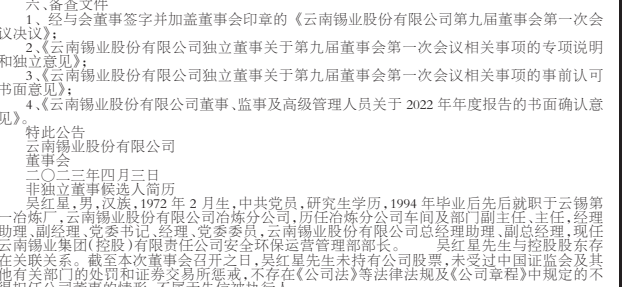 六、备查文件
1、经与会董事签字并加盖董事会印章的《云南锡业股份有限公司第九届董事会第一次会
议决议》；
2、《云南锡业股份有限公司独立董事关于第九届董事会第一次会议相关事项的专项说明
和独立意见》；
3、《云南锡业股份有限公司独立董事关于第九届董事会第一次会议相关事项的事前认可
书面意见》；
4、《云南锡业股份有限公司董事、监事及高级管理人员关于 2022 年年度报告的书面确认意
见》。
特此公告
云南锡业股份有限公司
董事会
二〇二三年四月三日
非独立董事候选人简历
吴红星，男，汉族，1972 年 2 月生，中共党员，研究生学历，1994 年毕业后先后就职于云锡第
一冶炼厂，云南锡业股份有限公司冶炼分公司，历任冶炼分公司车间及部门副主任、主任，经理
助理、副经理、党委书记、经理、党委委员，云南锡业股份有限公司总经理助理、副总经理，现任
云南锡业集团（控股）有限责任公司安全环保运营管理部部长。 吴红星先生与控股股东存
在关联关系。截至本次董事会召开之日，吴红星先生未持有公司股票，未受过中国证监会及其
他有关部门的处罚和证券交易所惩戒，不存在《公司法》等法律法规及《公司章程》中规定的不
得担任公司董事的情形，不属于失信被执行人